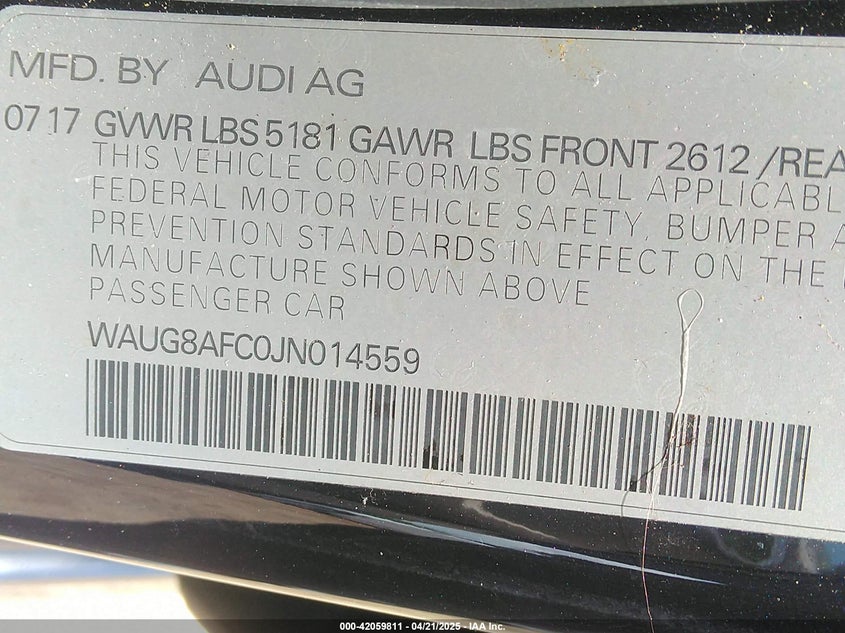 MFD. BY AUDI AG
0717 GVWR LBS 5181 GAWR LBS FRONT 2612 /REA
THIS VEHICLE CONFORMS TO ALL APPLICABL
FEDERAL MOTOR VEHICLE SAFETY, BUMPER A
PREVENTION STANDARDS IN EFFECT ON THE
MANUFACTURE SHOWN ABOVE
PASSENGER CAR
WAUG8AFC0JN014559
000-42059811 - 04/21/2025 - IAA Inc.